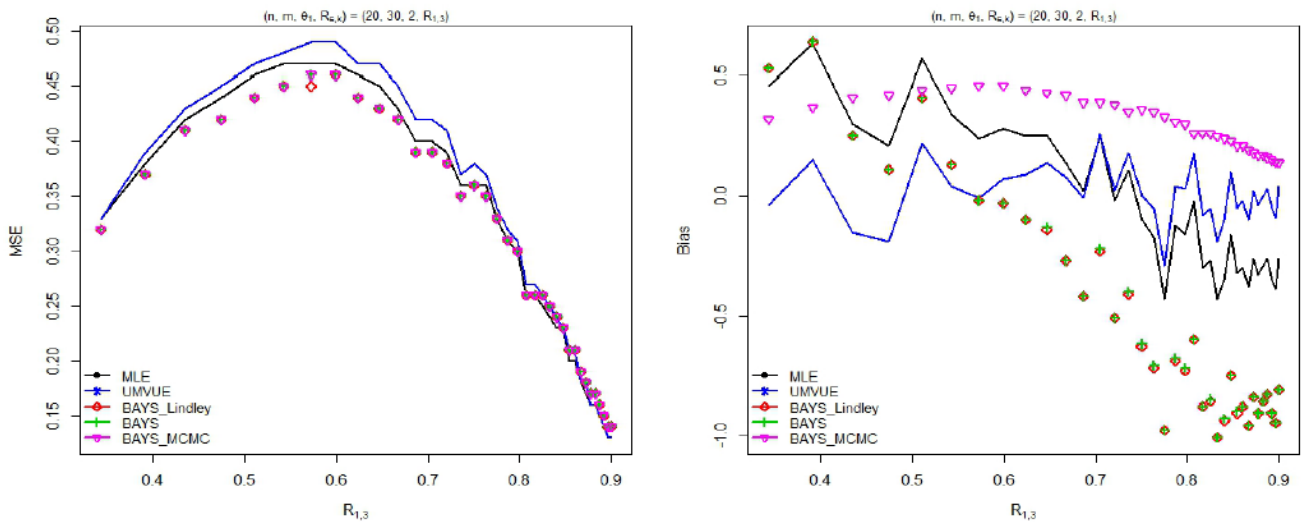 (n, m, θ₁, Rₛ,ₖ) = (20, 30, 2, R₁,₃)
MSE
0.50
0.45
0.40
0.35
0.30
0.25
0.20
0.15
MLE
UMVUE
BAYS_Lindley
BAYS
BAYS_MCMC
0.4 0.5 0.6 0.7 0.8 0.9
R₁,₃
(n, m, θ₁, Rₛ,ₖ) = (20, 30, 2, R₁,₃)
Bias
0.5
0.0
-0.5
-1.0
MLE
UMVUE
BAYS_Lindley
BAYS
BAYS_MCMC
0.4 0.5 0.6 0.7 0.8 0.9
R₁,₃